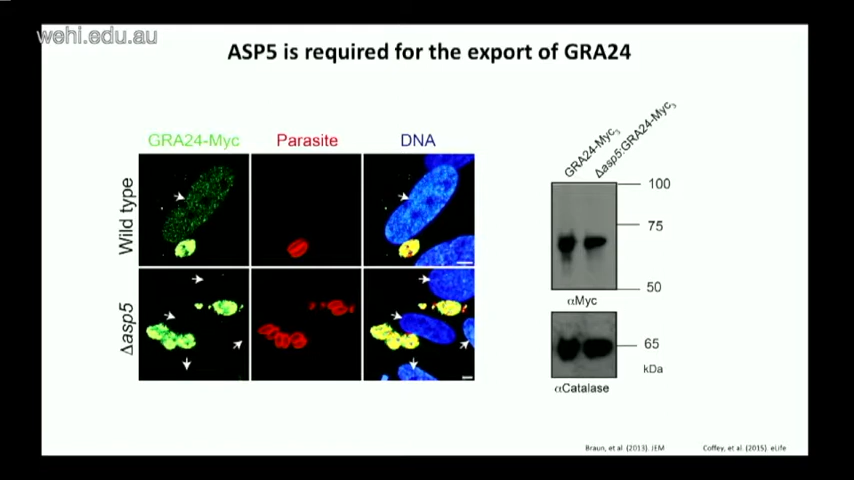 wehi.edu.au
ASP5 is required for the export of GRA24
GRA24-Myc Parasite DNA
Wild type
Δasp5
GRA24-Myc3
Δasp5:GRA24-Myc3
100
75
50
αMyc
65
kDa
αCatalase
Braun, et al. (2013). JEM Coffey, et al. (2015). eLife